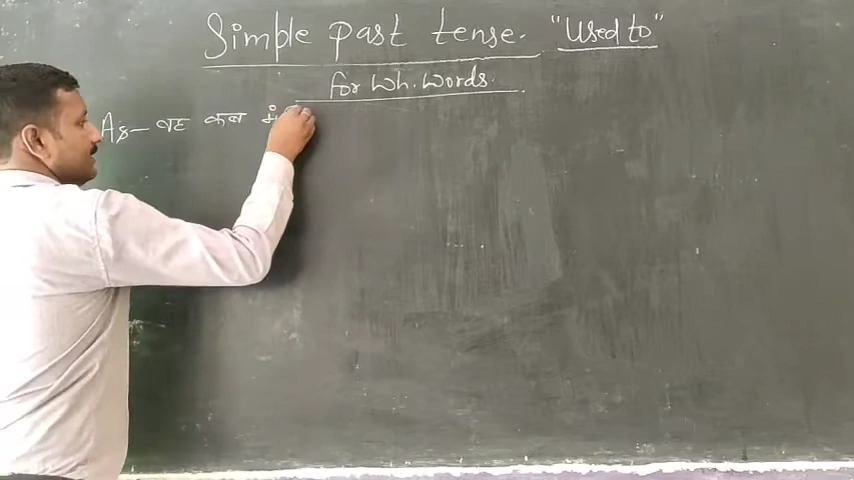 Simple past tense. "Used to"
for Wh. Words.
As- वह कब